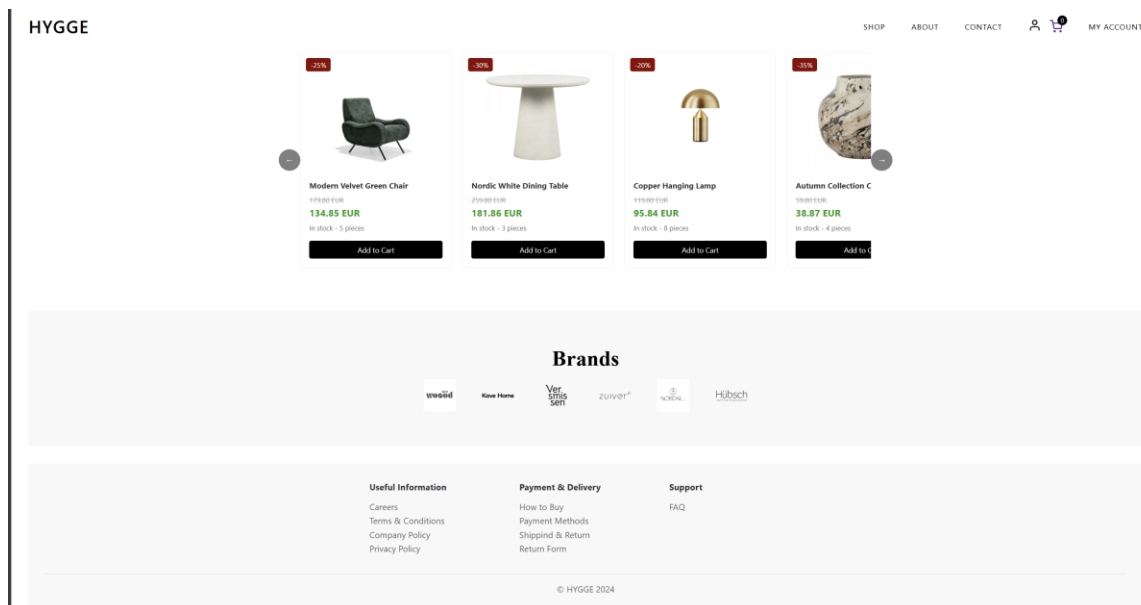 HYGGE
SHOP ABOUT CONTACT 0 MY ACCOUNT
-25% -30% -20% -35%
← →
Modern Velvet Green Chair Nordic White Dining Table Copper Hanging Lamp Autumn Collection C
179.80 EUR 259.80 EUR 119.80 EUR 59.80 EUR
134.85 EUR 181.86 EUR 95.84 EUR 38.87 EUR
In stock - 5 pieces In stock - 3 pieces In stock - 8 pieces In stock - 4 pieces
Add to Cart Add to Cart Add to Cart Add to C
Brands
woood Kave Home Ver. smis sen zuiver NORDAL Hübsch
Useful Information Payment & Delivery Support
Careers How to Buy FAQ
Terms & Conditions Payment Methods
Company Policy Shippind & Return
Privacy Policy Return Form
© HYGGE 2024